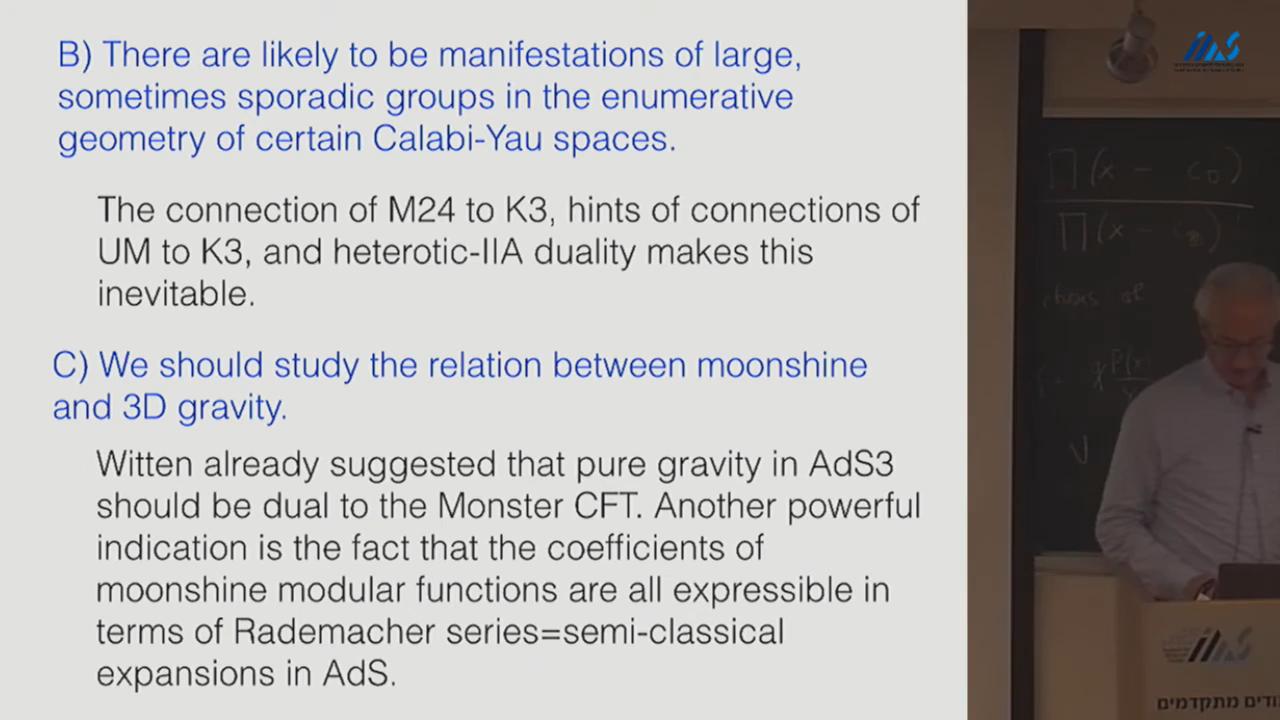 B) There are likely to be manifestations of large,
sometimes sporadic groups in the enumerative
geometry of certain Calabi-Yau spaces.
The connection of M24 to K3, hints of connections of
UM to K3, and heterotic-IIA duality makes this
inevitable.
C) We should study the relation between moonshine
and 3D gravity.
Witten already suggested that pure gravity in AdS3
should be dual to the Monster CFT. Another powerful
indication is the fact that the coefficients of
moonshine modular functions are all expressible in
terms of Rademacher series=semi-classical
expansions in AdS.
∏(x -
∏(x -
מתקדמים